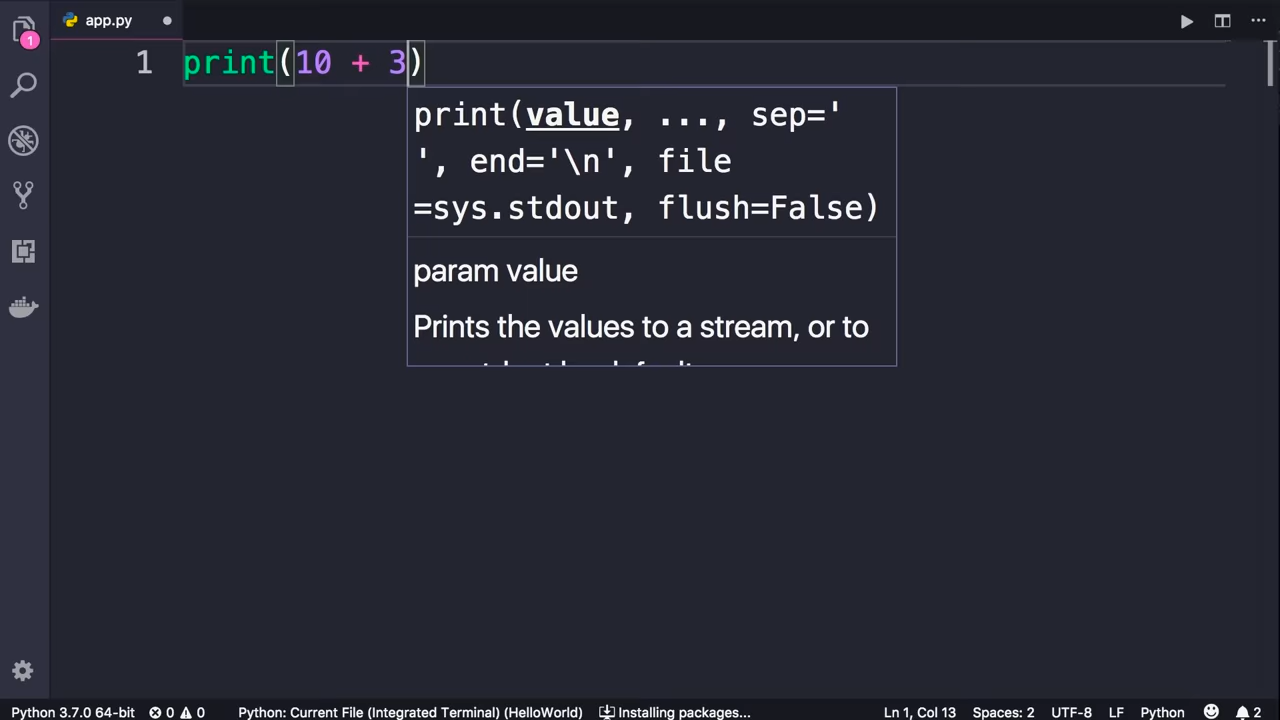 app.py
1
1 print(10 + 3)
print(value, ..., sep='
', end='\n', file
=sys.stdout, flush=False)
param value
Prints the values to a stream, or to
Python 3.7.0 64-bit 0 0 Python: Current File (Integrated Terminal) (HelloWorld) Installing packages... Ln 1, Col 13 Spaces: 2 UTF-8 LF Python 2